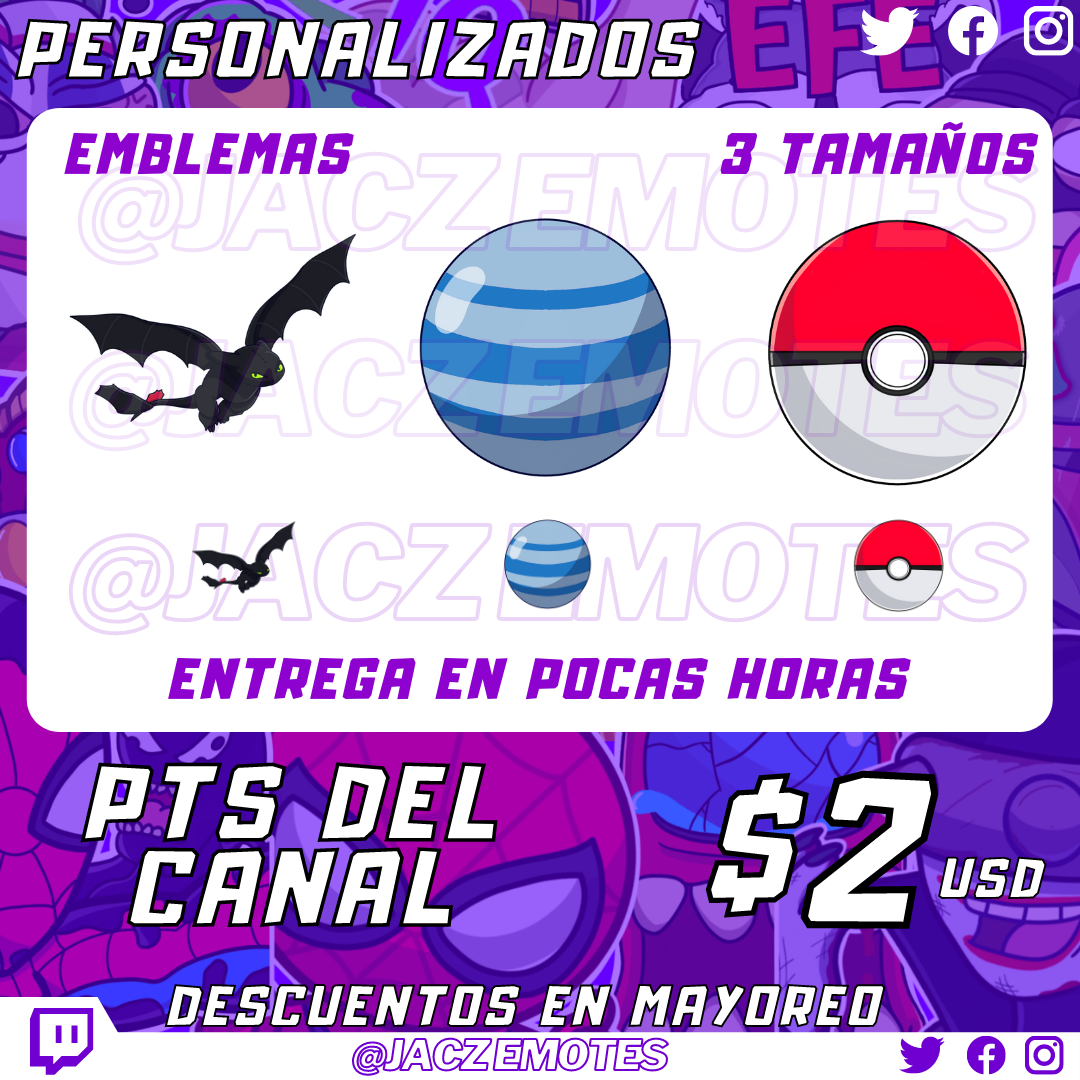 PERSONALIZADOS
EFE
EMBLEMAS
3 TAMAÑOS
@JACZEMOTES
@JACZEMOTES
@JACZEMOTES
ENTREGA EN POCAS HORAS
PTS DEL
CANAL
$2 USD
DESCUENTOS EN MAYOREO
@JACZEMOTES